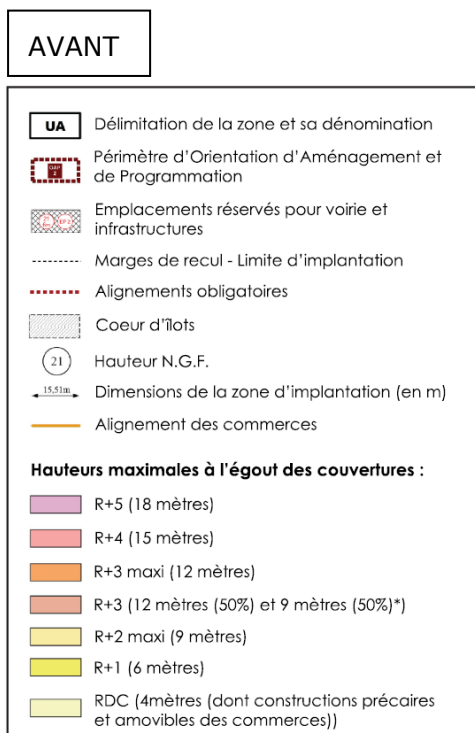 AVANT
UA Délimitation de la zone et sa dénomination
Périmètre d'Orientation d'Aménagement et
de Programmation
Emplacements réservés pour voirie et
infrastructures
Marges de recul - Limite d'implantation
Alignements obligatoires
Coeur d'îlots
21 Hauteur N.G.F.
15,51m Dimensions de la zone d'implantation (en m)
Alignement des commerces
Hauteurs maximales à l'égout des couvertures :
R+5 (18 mètres)
R+4 (15 mètres)
R+3 maxi (12 mètres)
R+3 (12 mètres (50%) et 9 mètres (50%)*)
R+2 maxi (9 mètres)
R+1 (6 mètres)
RDC (4mètres (dont constructions précaires
et amovibles des commerces))